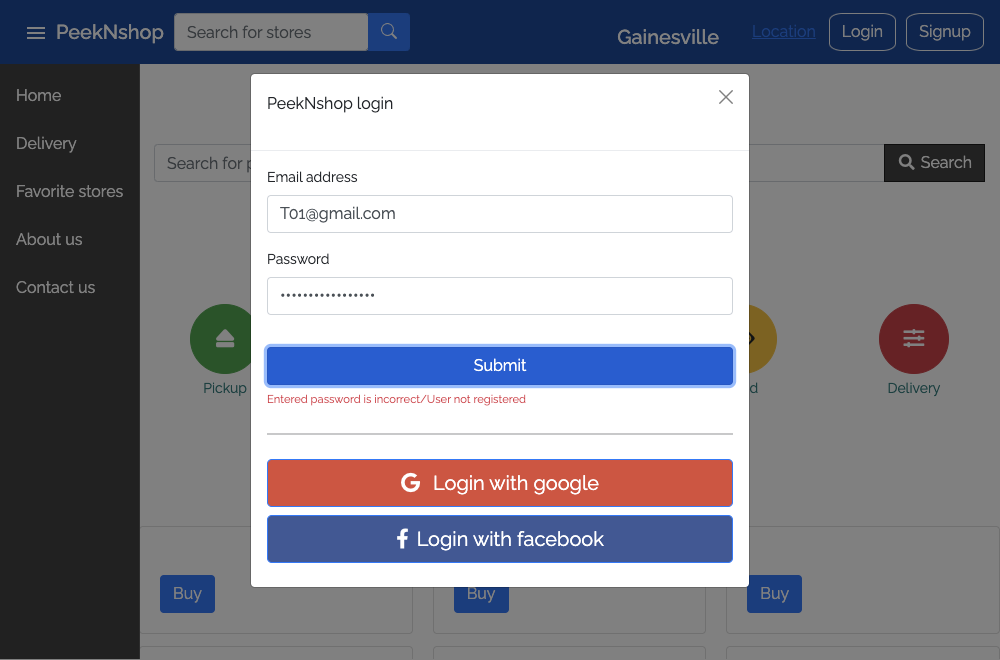 PeekNshop
Search for stores
Gainesville
Location
Login
Signup
Home
Delivery
Favorite stores
About us
Contact us
PeekNshop login
Search for
Search
Email address
T01@gmail.com
Password
•••••••••••••••••
Submit
Entered password is incorrect/User not registered
Pickup
Delivery
Login with google
Login with facebook
Buy
Buy
Buy